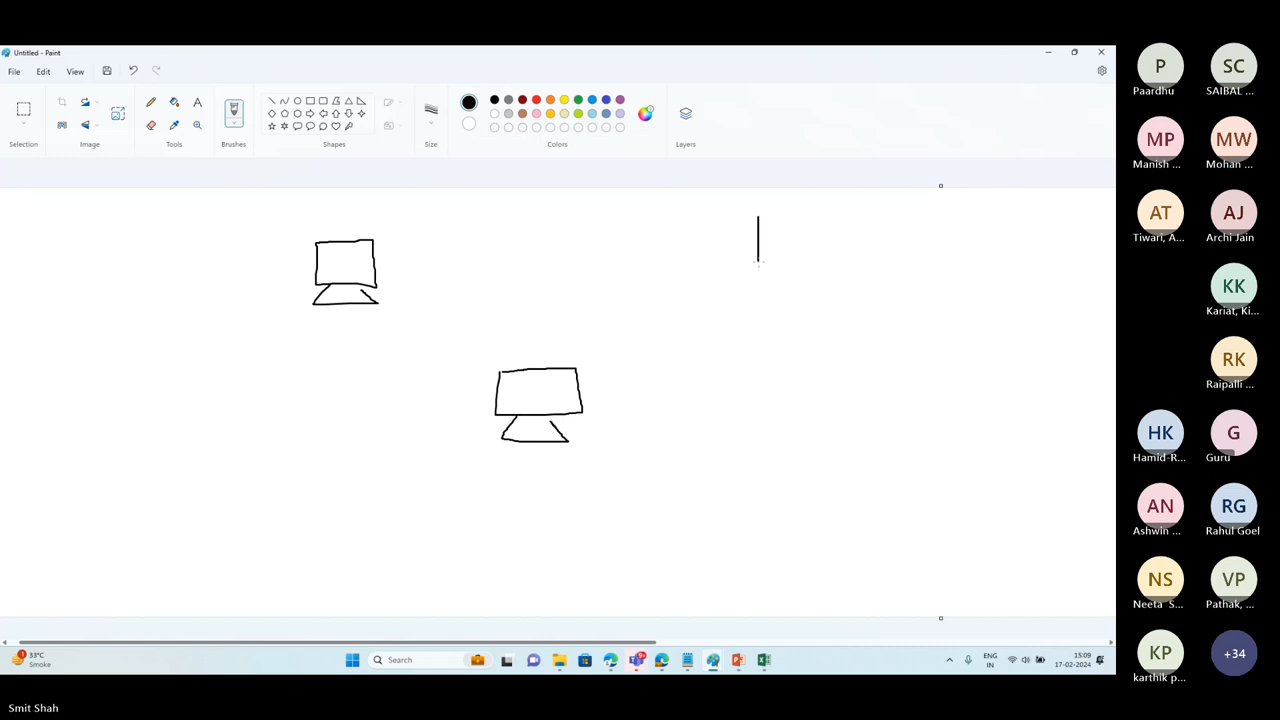 Untitled - Paint
File Edit View
Selection Image Tools Brushes Shapes Size Colors Layers
P SC
Paardhu SAIBAL ...
MP MW
Manish ... Mohan ...
AT AJ
Tiwari, A... Archi Jain
KK
Kariat, Ki...
RK
Raipalli ...
HK G
Hamid-R... Guru
AN RG
Ashwin ... Rahul Goel
NS VP
Neeta S... Pathak, ...
KP +34
karthik p...
1 33°C
Smoke
Search
9+
ENG
IN
15:09
17-02-2024
Smit Shah